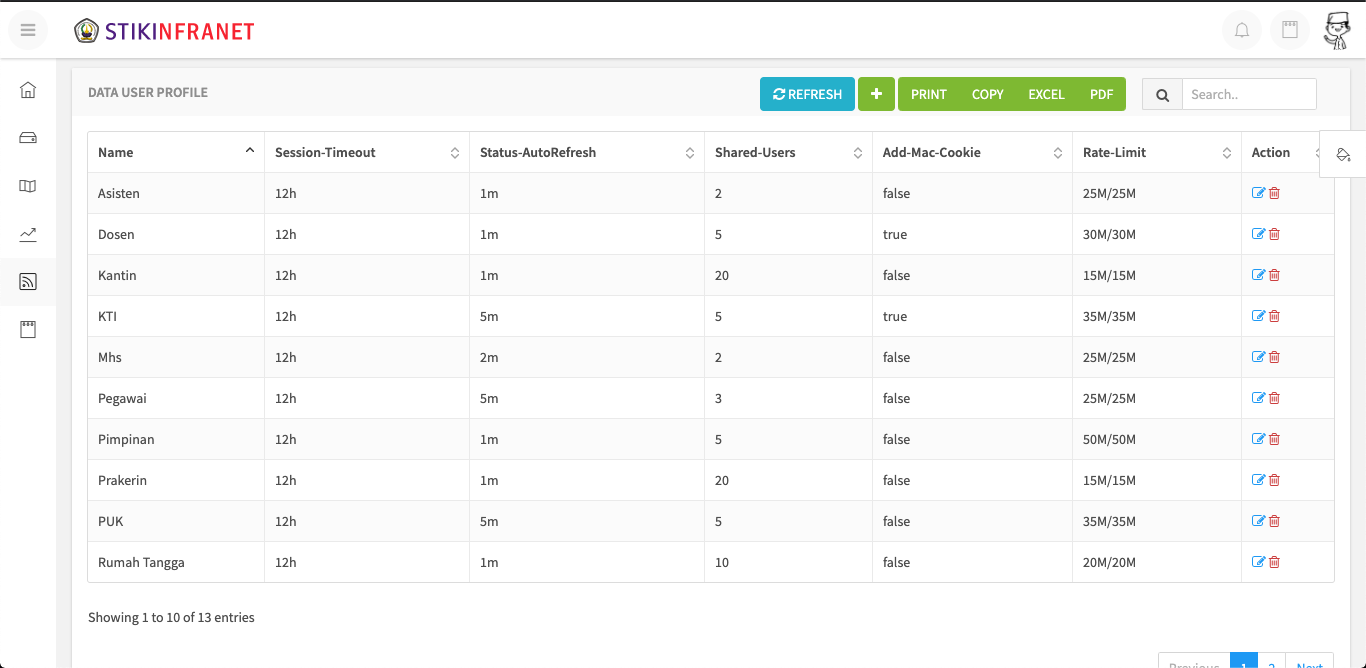 STIKINFRANET
DATA USER PROFILE REFRESH + PRINT COPY EXCEL PDF Search..
Name Session-Timeout Status-AutoRefresh Shared-Users Add-Mac-Cookie Rate-Limit Action
Asisten 12h 1m 2 false 25M/25M
Dosen 12h 1m 5 true 30M/30M
Kantin 12h 1m 20 false 15M/15M
KTI 12h 5m 5 true 35M/35M
Mhs 12h 2m 2 false 25M/25M
Pegawai 12h 5m 3 false 25M/25M
Pimpinan 12h 1m 5 false 50M/50M
Prakerin 12h 1m 20 false 15M/15M
PUK 12h 5m 5 false 35M/35M
Rumah Tangga 12h 1m 10 false 20M/20M
Showing 1 to 10 of 13 entries
Previous 1 2 Next